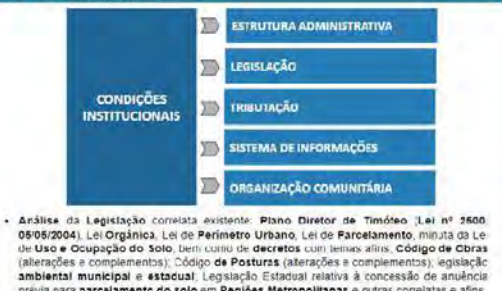 CONDIÇÕES
INSTITUCIONAIS
ESTRUTURA ADMINISTRATIVA
LEGISLAÇÃO
TRIBUTAÇÃO
SISTEMA DE INFORMAÇÕES
ORGANIZAÇÃO COMUNITÁRIA
• Análise da Legislação correlata existente: Plano Diretor de Timóteo (Lei nº 2500
05/05/2004), Lei Orgânica, Lei de Perímetro Urbano, Lei de Parcelamento, minuta da Le
de Uso e Ocupação do Solo, bem como de decretos com temas afins, Código de Obras
(alterações e complementos); Código de Posturas (alterações e complementos); legislação
ambiental municipal e estadual; Legislação Estadual relativa à concessão de anuência
prévia para parcelamento do solo em Regiões Metropolitanas e outras correlatas e afins.